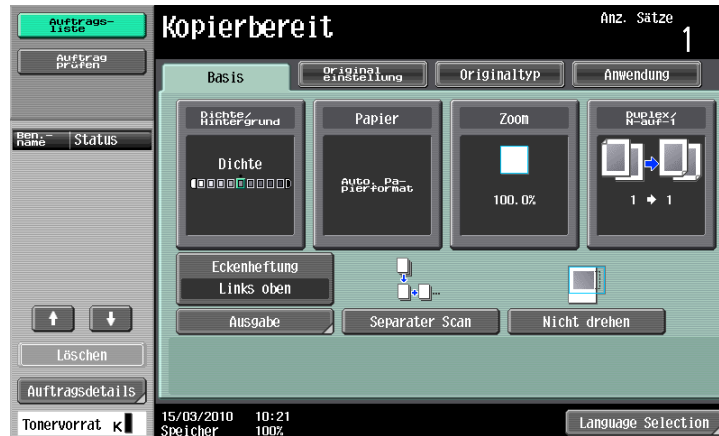 Auftrags-
liste
Kopierbereit
Anz. Sätze
1
Auftrag
prüfen
Basis
Original
einstellung
Originaltyp
Anwendung
Ben.-
name
Status
Dichte/
Hintergrund
Papier
Zoom
Duplex/
N-auf-1
Dichte
Auto. Pa-
pierformat
100.0%
1 → 1
Eckenheftung
Links oben
Ausgabe
Separater Scan
Nicht drehen
Löschen
Auftragsdetails
Tonervorrat K
15/03/2010 10:21
Speicher 100%
Language Selection